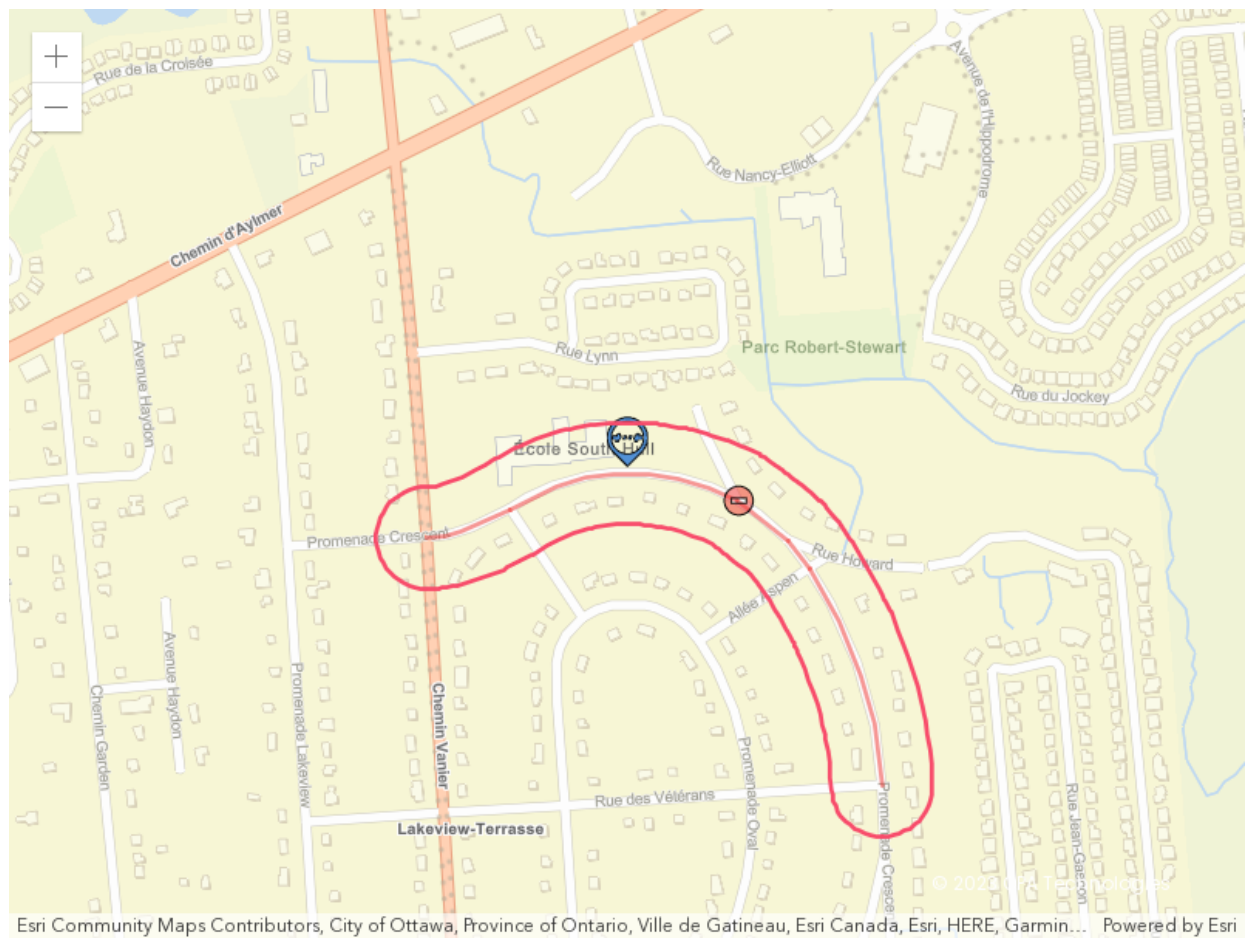 Rue de la Croisée
Avenue de l'Hippodrome
Rue Nancy-Elliott
Chemin d'Aylmer
Avenue Haydon
Rue Lynn
Parc Robert-Stewart
Rue du Jockey
École South Hull
Promenade Crescent
Rue Howard
Allée Aspen
Avenue Haydon
Chemin Garden
Promenade Lakeview
Chemin Vanier
Promenade Oval
Rue des Vétérans
Promenade Crescent
Rue Jean-Gascon
Lakeview-Terrasse
Esri Community Maps Contributors, City of Ottawa, Province of Ontario, Ville de Gatineau, Esri Canada, Esri, HERE, Garmin... Powered by Esri